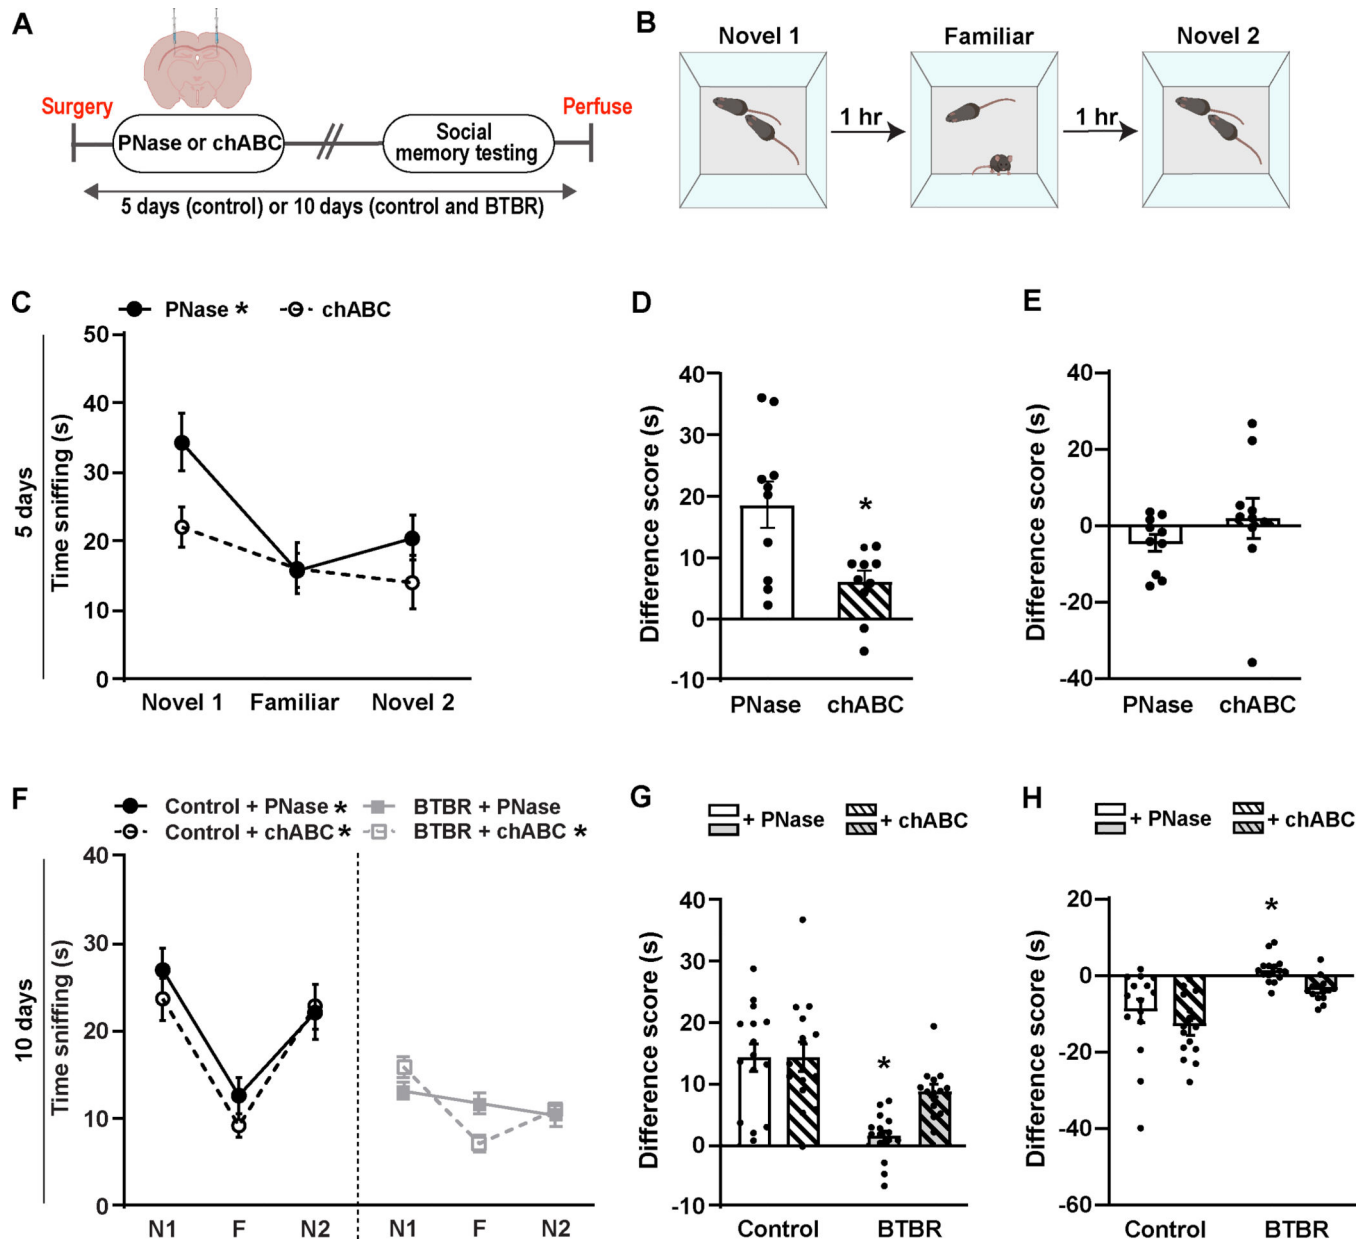 A
Surgery
PNase or chABC
Social
memory testing
Perfuse
5 days (control) or 10 days (control and BTBR)
B
Novel 1
Familiar
Novel 2
1 hr
1 hr
C
PNase *
chABC
5 days
Time sniffing (s)
50
40
30
20
10
0
Novel 1
Familiar
Novel 2
D
Difference score (s)
40
30
20
10
0
-10
*
PNase
chABC
E
Difference score (s)
40
20
0
-20
-40
PNase
chABC
F
Control + PNase *
BTBR + PNase
Control + chABC *
BTBR + chABC *
10 days
Time sniffing (s)
40
30
20
10
0
N1
F
N2
N1
F
N2
G
+ PNase
+ chABC
Difference score (s)
40
30
20
10
0
-10
*
Control
BTBR
H
+ PNase
+ chABC
Difference score (s)
20
0
-20
-40
-60
*
Control
BTBR